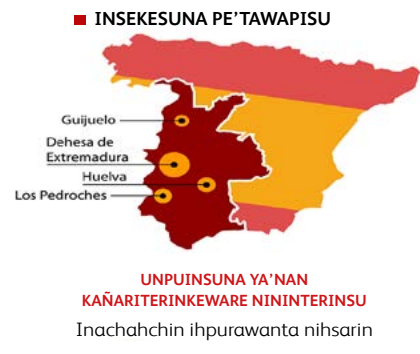 INSEKESUNA PE’TAWAPISU
Guijuelo
Dehesa de
Extremadura
Huelva
Los Pedroches
UNPUINSUNA YA’NAN
KAÑARITERINKEWARE NININTERINSU
Inachahchin ihpurawanta nihsarin